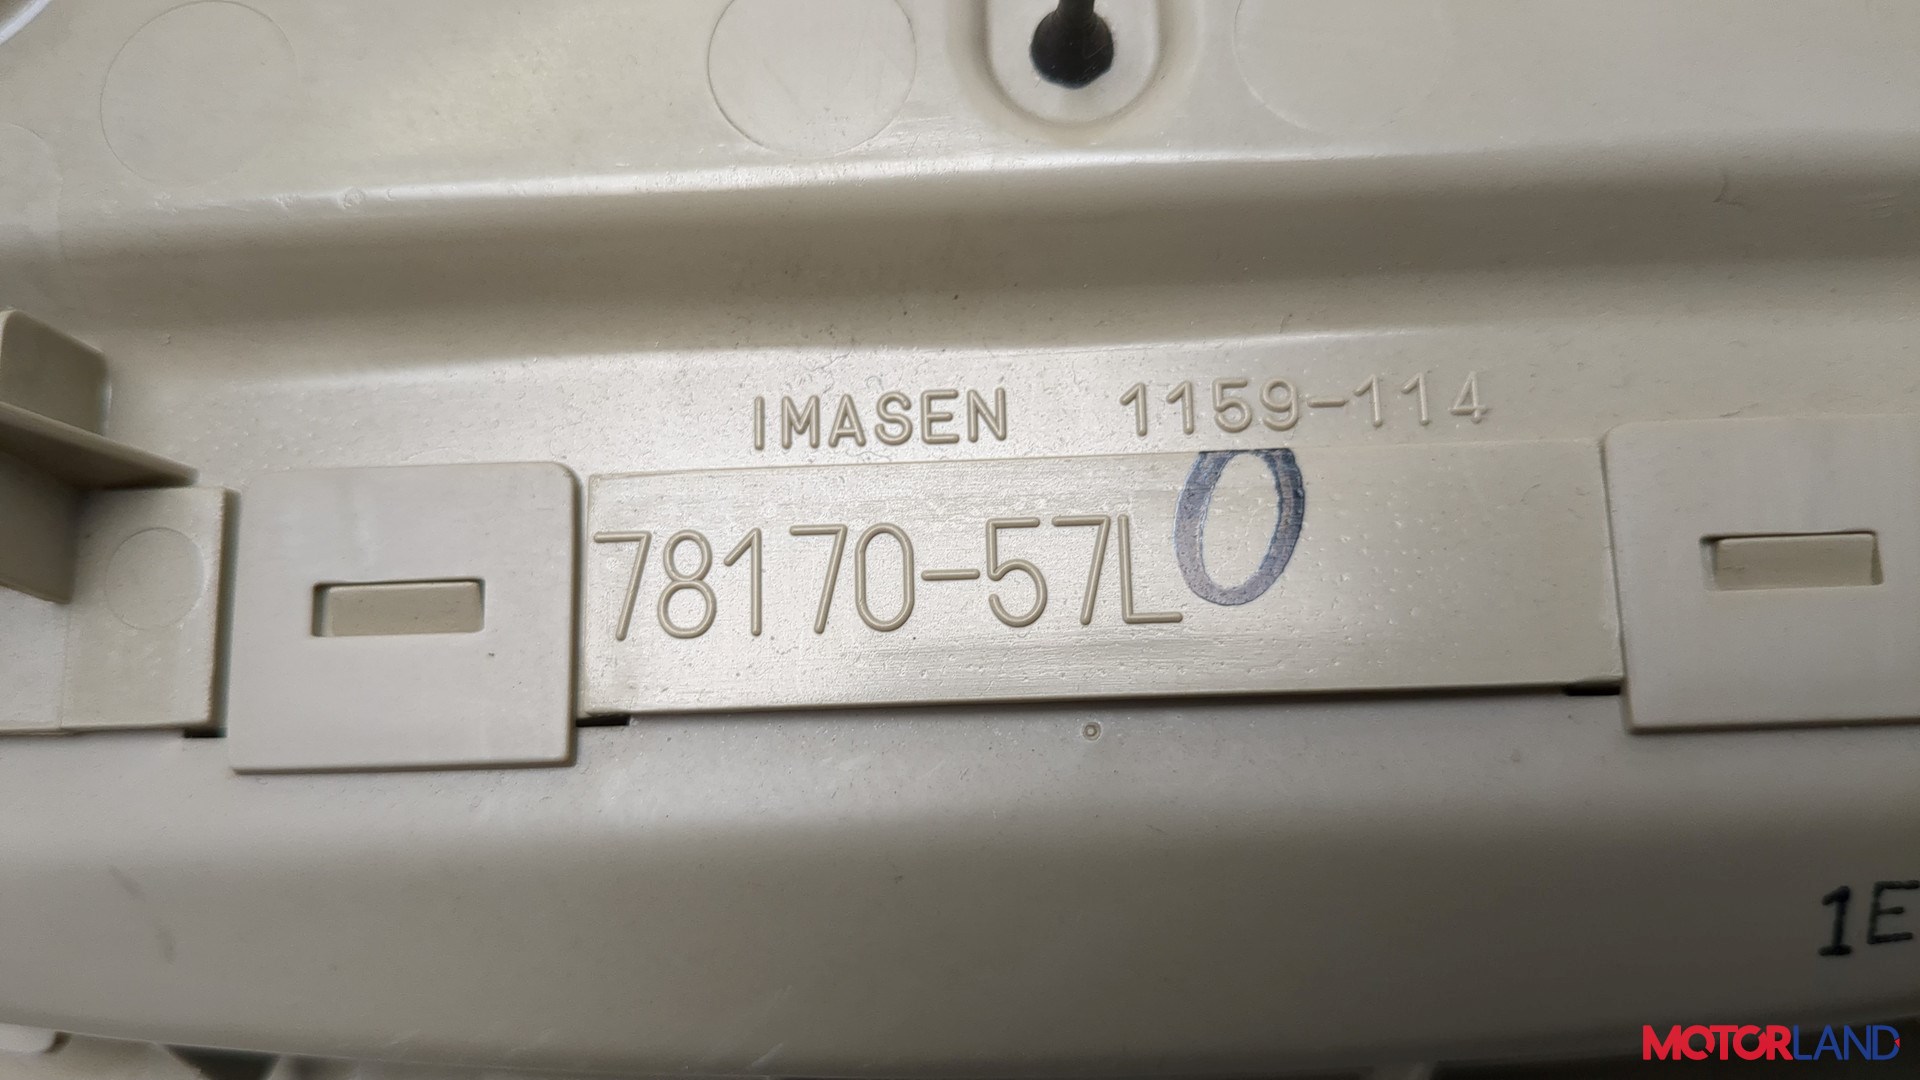 IMASEN 1159-114
78170-57L0
1E
MOTORLAND